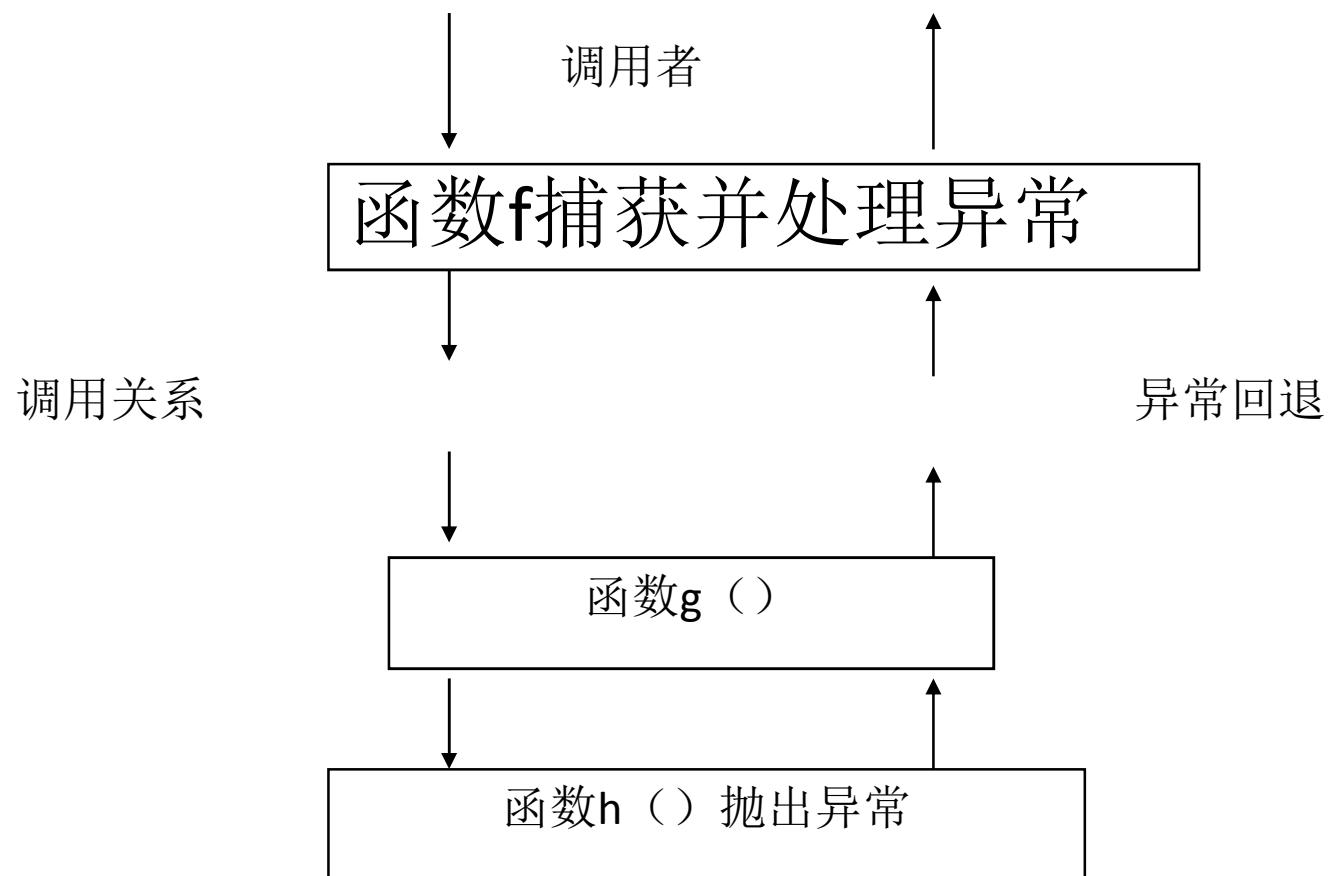 调用者
函数f捕获并处理异常
调用关系
异常回退
函数g（）
函数h（）抛出异常